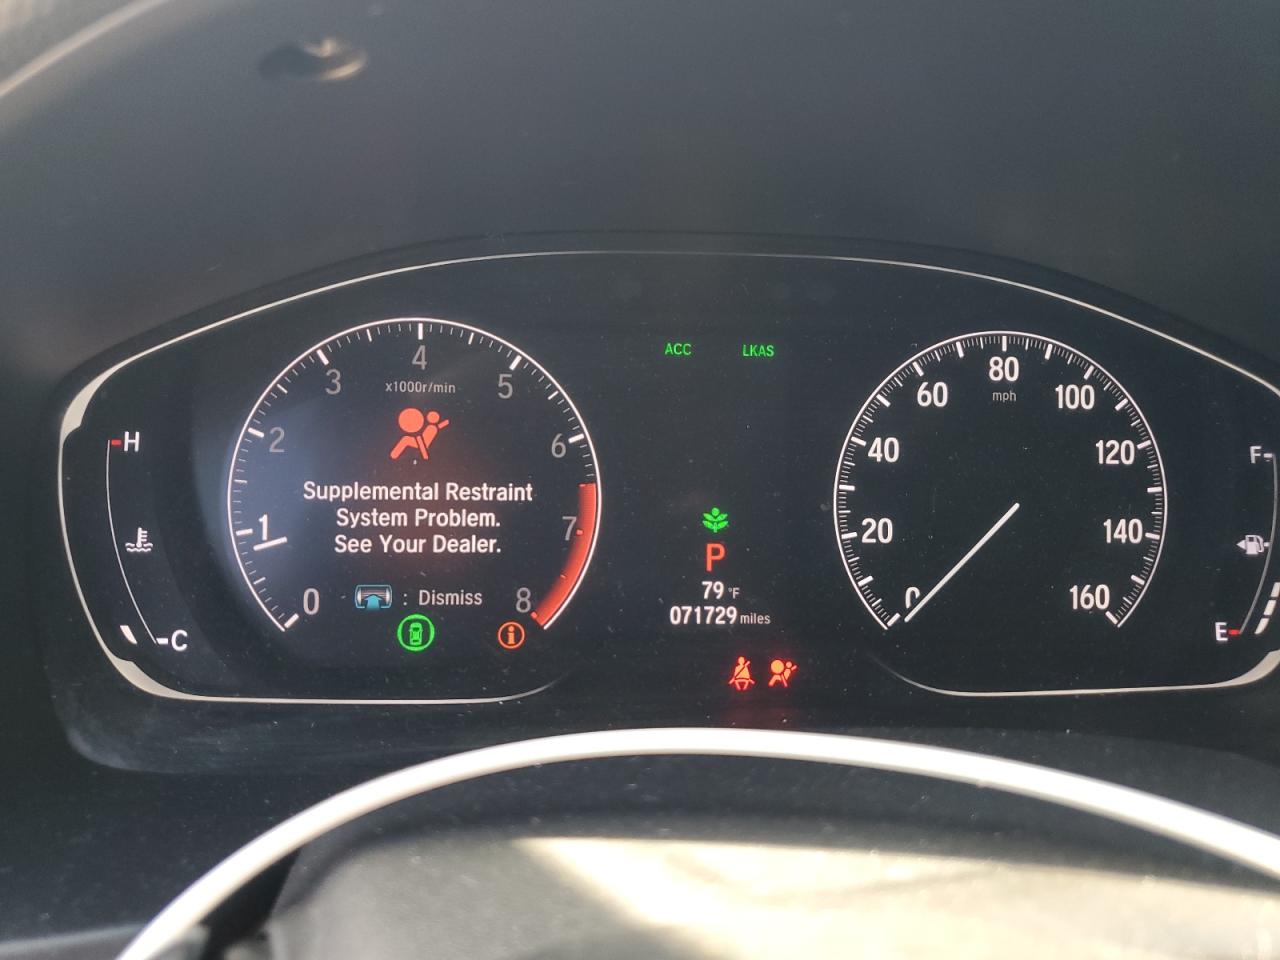 ACC LKAS
0 1 2 3 4 5 6 7 8
x1000r/min
Supplemental Restraint
System Problem.
See Your Dealer.
: Dismiss
i
H
C
P
79 °F
071729 miles
0 20 40 60 80 100 120 140 160
mph
F
E